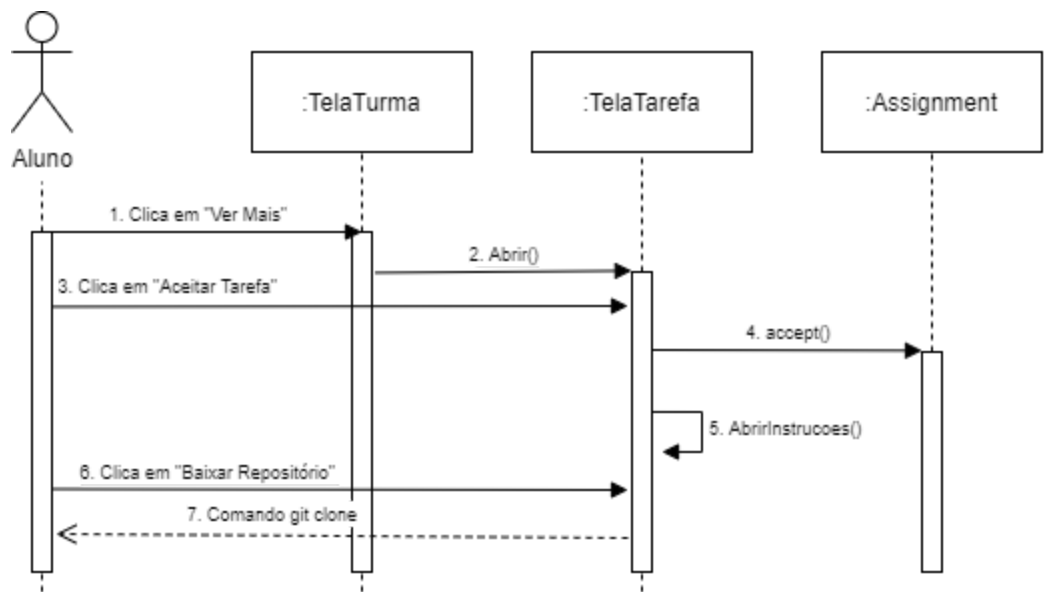 :TelaTurma
:TelaTarefa
:Assignment
Aluno
1. Clica em "Ver Mais"
2. Abrir()
3. Clica em "Aceitar Tarefa"
4. accept()
5. AbrirInstrucoes()
6. Clica em "Baixar Repositório"
7. Comando git clone